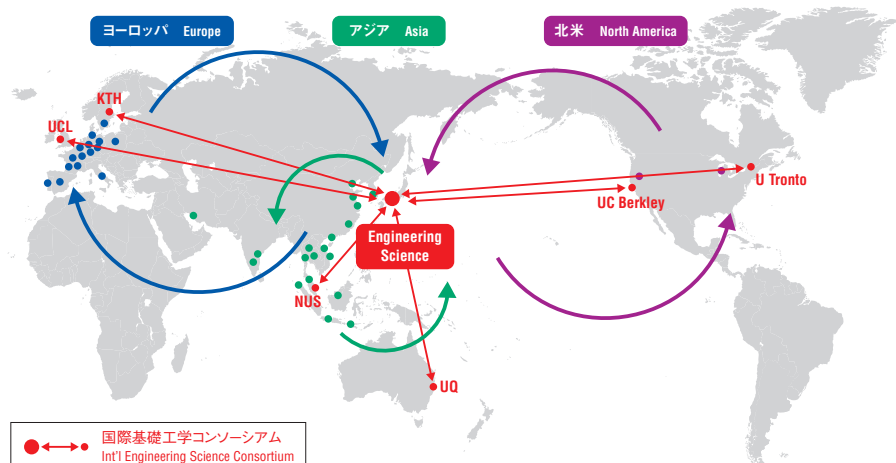 ヨーロッパ Europe
アジア Asia
北米 North America
KTH
UCL
U Tronto
UC Berkley
Engineering
Science
NUS
UQ
国際基礎工学コンソーシアム
Int'l Engineering Science Consortium